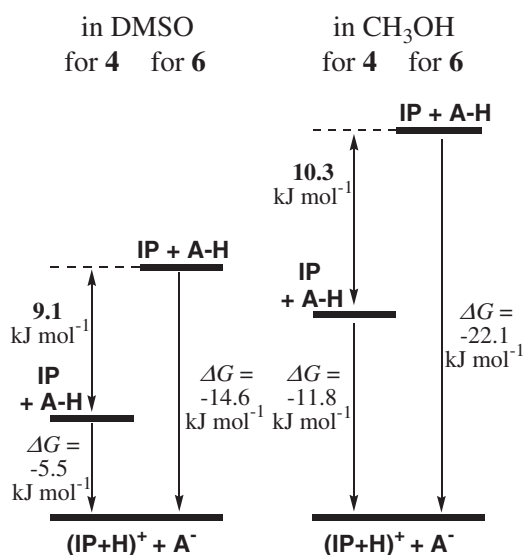 in DMSO
for 4 for 6
in CH₃OH
for 4 for 6
IP + A-H
9.1
kJ mol⁻¹
IP
+ A-H
ΔG =
-5.5
kJ mol⁻¹
ΔG =
-14.6
kJ mol⁻¹
(IP+H)⁺ + A⁻
IP + A-H
10.3
kJ mol⁻¹
IP
+ A-H
ΔG =
-11.8
kJ mol⁻¹
ΔG =
-22.1
kJ mol⁻¹
(IP+H)⁺ + A⁻